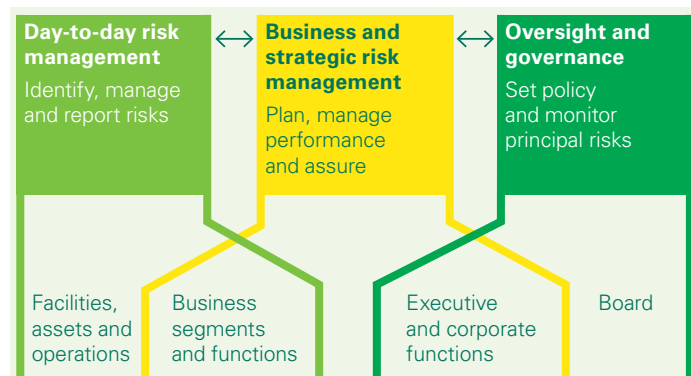 Day-to-day risk
management
Identify, manage
and report risks
Business and
strategic risk
management
Plan, manage
performance
and assure
Oversight and
governance
Set policy
and monitor
principal risks
Facilities,
assets and
operations
Business
segments
and functions
Executive
and corporate
functions
Board